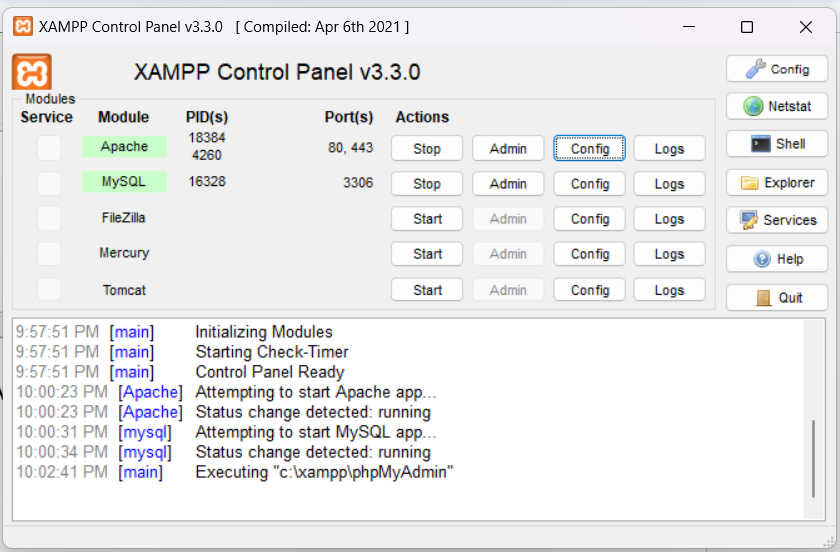 XAMPP Control Panel v3.3.0 [ Compiled: Apr 6th 2021 ]
XAMPP Control Panel v3.3.0
Config
Modules
Service Module PID(s) Port(s) Actions
Netstat
Apache 18384 4260 80, 443 Stop Admin Config Logs
Shell
MySQL 16328 3306 Stop Admin Config Logs
Explorer
FileZilla Start Admin Config Logs
Services
Mercury Start Admin Config Logs
Help
Tomcat Start Admin Config Logs
Quit
9:57:51 PM [main] Initializing Modules
9:57:51 PM [main] Starting Check-Timer
9:57:51 PM [main] Control Panel Ready
10:00:23 PM [Apache] Attempting to start Apache app...
10:00:23 PM [Apache] Status change detected: running
10:00:31 PM [mysql] Attempting to start MySQL app...
10:00:34 PM [mysql] Status change detected: running
10:02:41 PM [main] Executing "c:\xampp\phpMyAdmin"